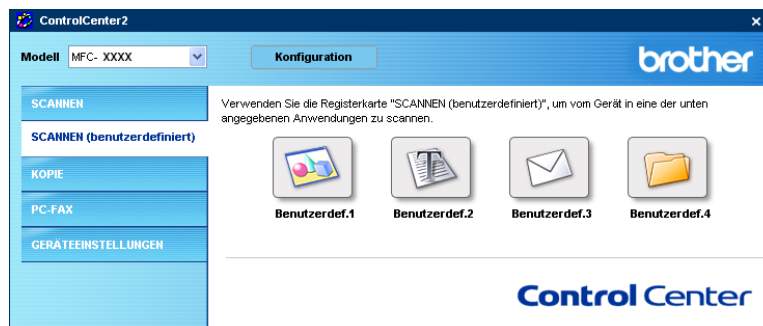 ControlCenter2
Modell MFC- XXXX Konfiguration brother
SCANNEN
SCANNEN (benutzerdefiniert)
KOPIE
PC-FAX
GERÄTEEINSTELLUNGEN
Verwenden Sie die Registerkarte "SCANNEN (benutzerdefiniert)", um vom Gerät in eine der unten
angegebenen Anwendungen zu scannen.
Benutzerdef.1 Benutzerdef.2 Benutzerdef.3 Benutzerdef.4
Control Center